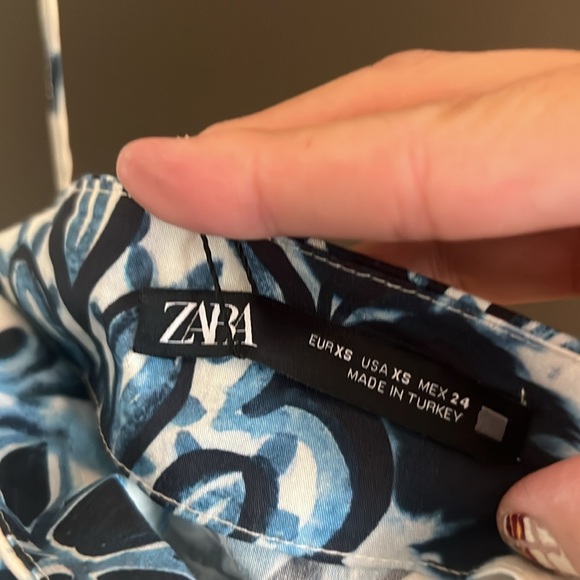 ZARA
EUR XS USA XS MEX 24
MADE IN TURKEY